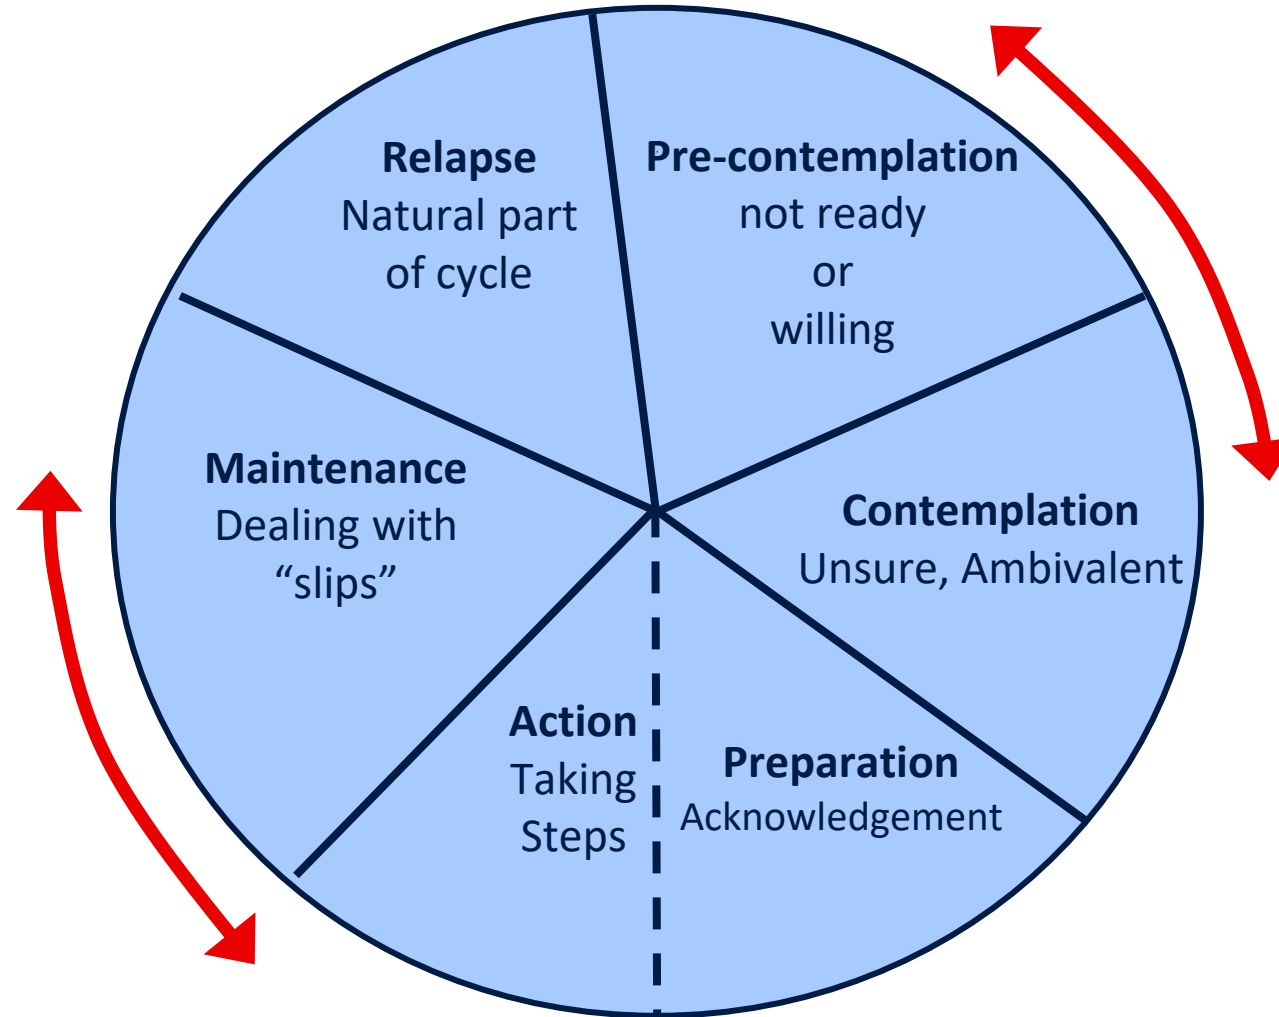 Relapse
Natural part
of cycle
Pre-contemplation
not ready
or
willing
Contemplation
Unsure, Ambivalent
Preparation
Acknowledgement
Action
Taking
Steps
Maintenance
Dealing with
“slips”